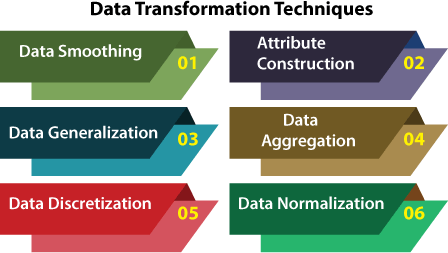 Data Transformation Techniques
Data Smoothing
01
Attribute
Construction
02
Data Generalization
03
Data
Aggregation
04
Data Discretization
05
Data Normalization
06